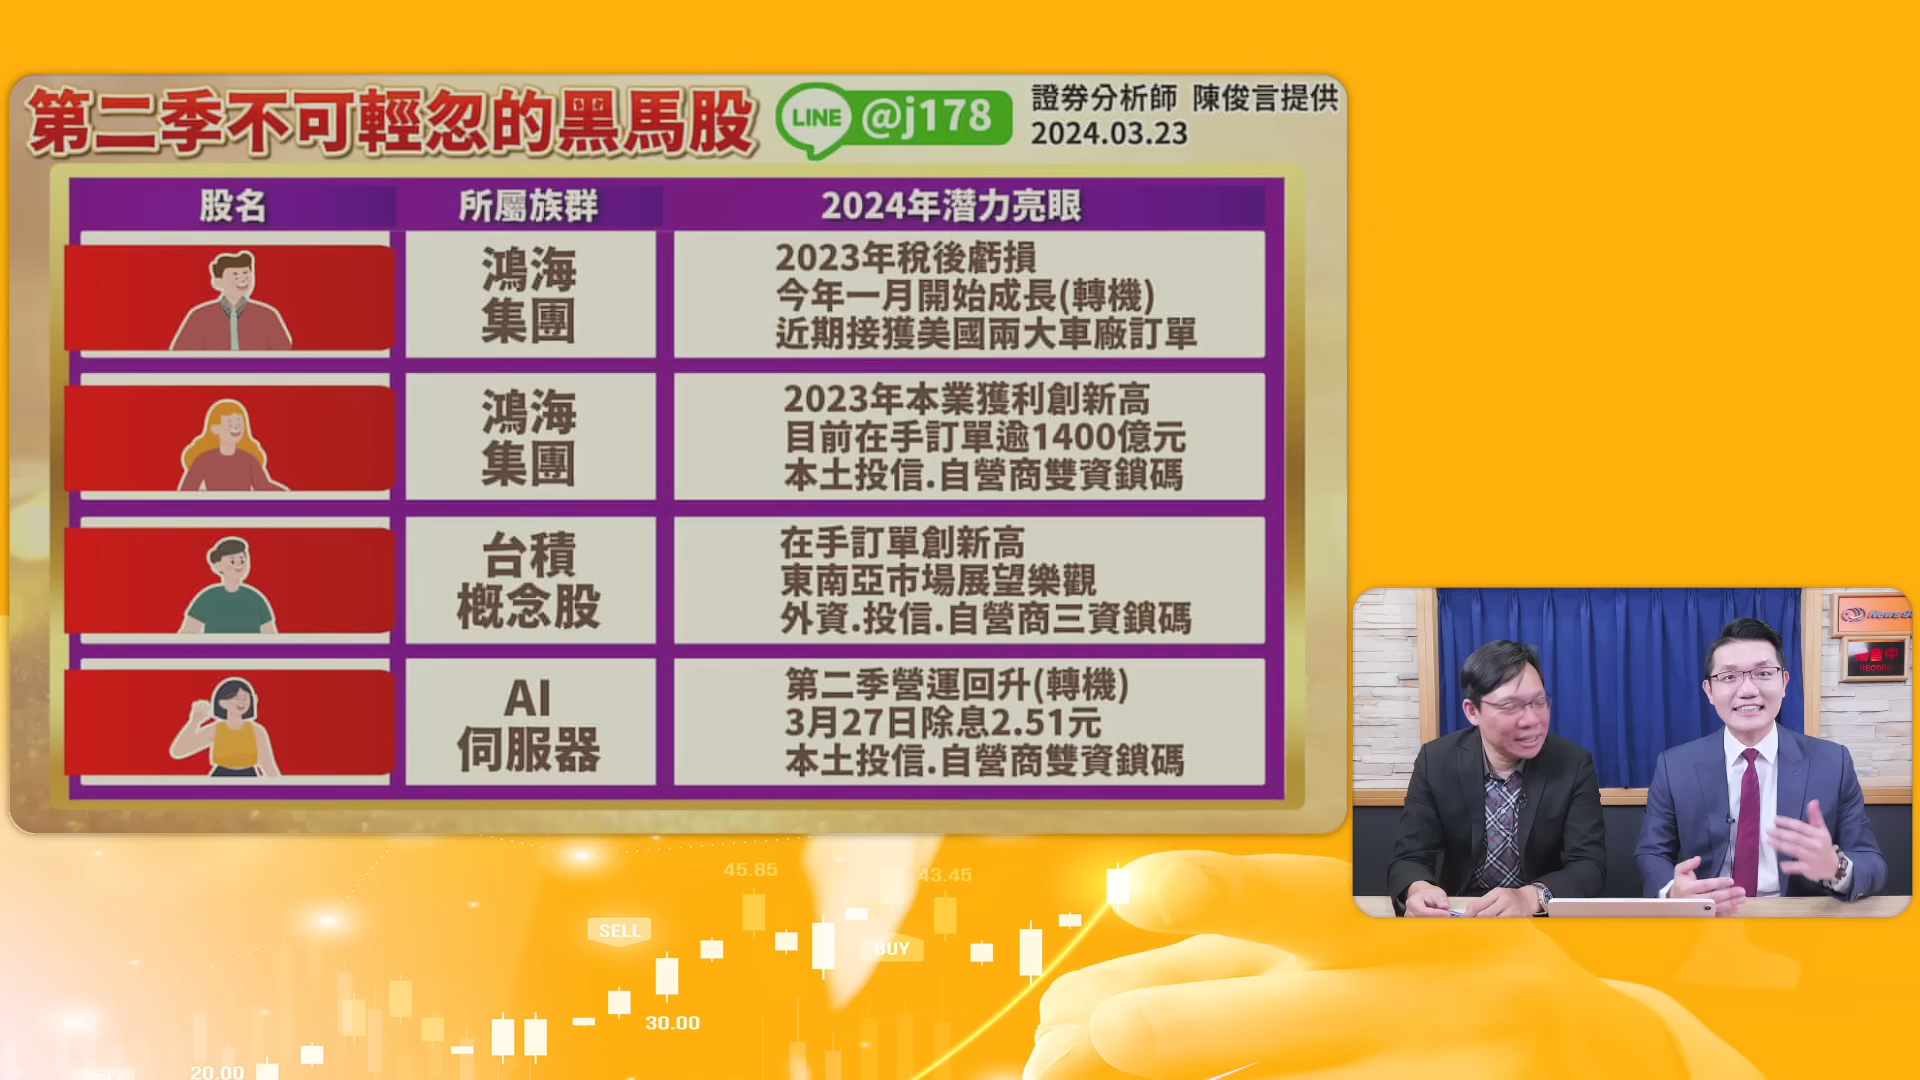 第二季不可輕忽的黑馬股
LINE @j178
證券分析師 陳俊言提供
2024.03.23
股名 所屬族群 2024年潛力亮眼
鴻海
集團
2023年稅後虧損
今年一月開始成長(轉機)
近期接獲美國兩大車廠訂單
鴻海
集團
2023年本業獲利創新高
目前在手訂單逾1400億元
本土投信.自營商雙資鎖碼
台積
概念股
在手訂單創新高
東南亞市場展望樂觀
外資.投信.自營商三資鎖碼
AI
伺服器
第二季營運回升(轉機)
3月27日除息2.51元
本土投信.自營商雙資鎖碼
45.85
43.45
SELL
BUY
30.00
20.00
SELL
RECORD